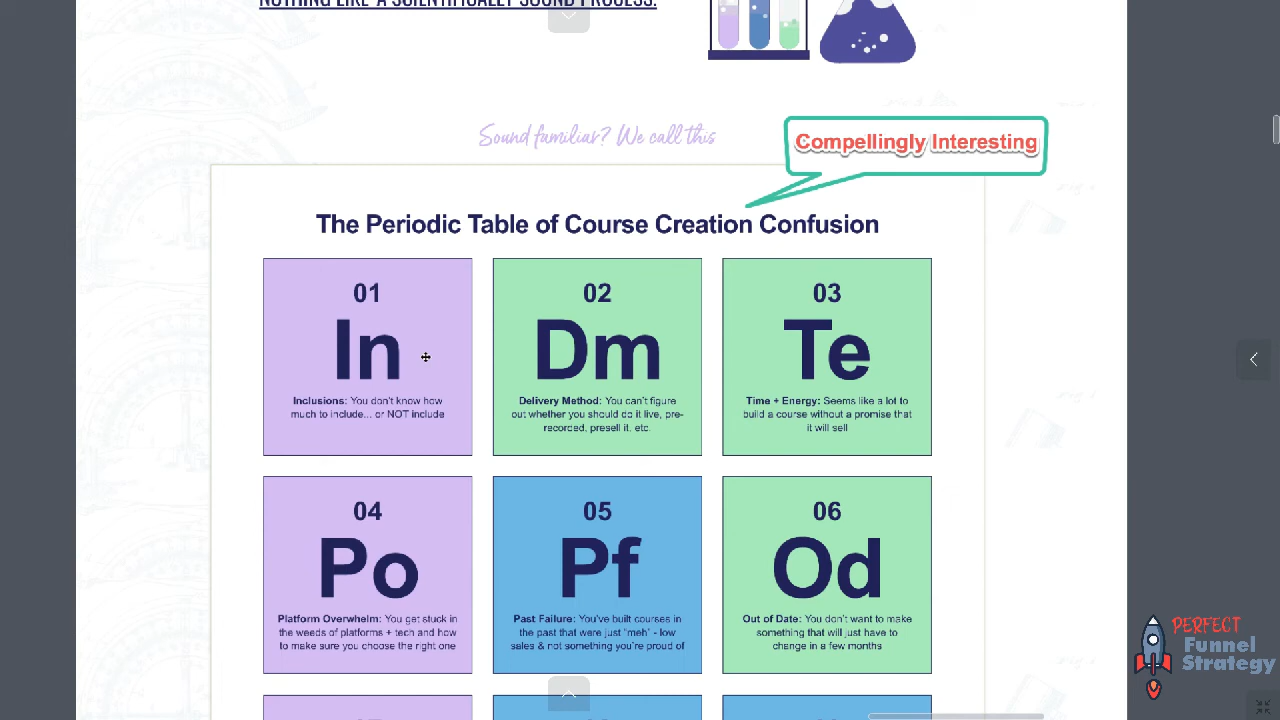 NOTHING LIKE A SCIENTIFICALLY SOUND PROCESS.
Sound familiar? We call this
Compellingly Interesting
The Periodic Table of Course Creation Confusion
01
In
Inclusions: You don't know how
much to include... or NOT include
02
Dm
Delivery Method: You can't figure
out whether you should do it live, pre-
recorded, presell it, etc.
03
Te
Time + Energy: Seems like a lot to
build a course without a promise that
it will sell
04
Po
Platform Overwhelm: You get stuck in
the weeds of platforms + tech and how
to make sure you choose the right one
05
Pf
Past Failure: You've built courses in
the past that were just "meh" - low
sales & not something you're proud of
06
Od
Out of Date: You don't want to make
something that will just have to
change in a few months
PERFECT
Funnel
Strategy